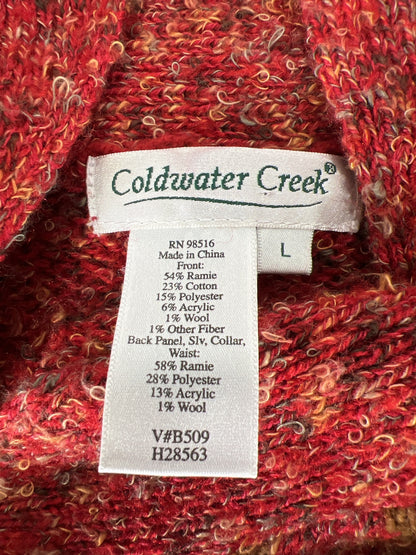 Coldwater Creek®
L
RN 98516
Made in China
Front:
54% Ramie
23% Cotton
15% Polyester
6% Acrylic
1% Wool
1% Other Fiber
Back Panel, Slv, Collar,
Waist:
58% Ramie
28% Polyester
13% Acrylic
1% Wool
V#B509
H28563